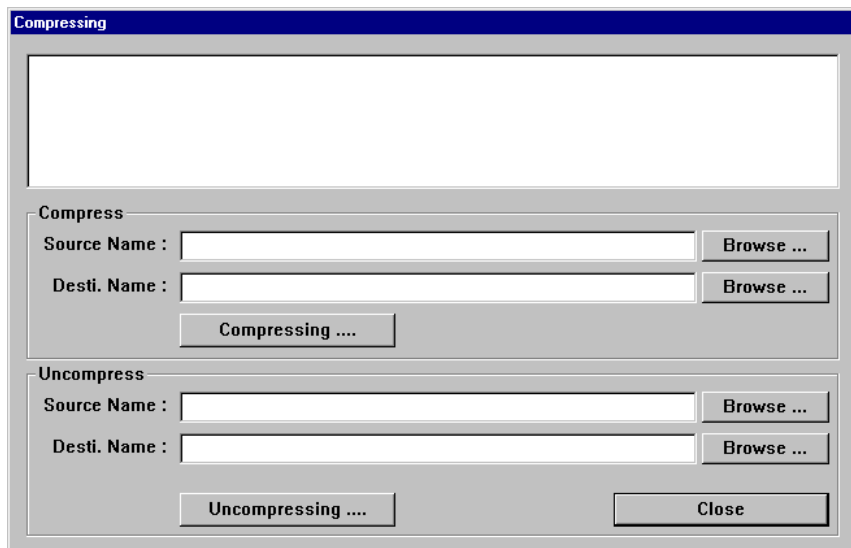 Compressing
Compress
Source Name : Browse ...
Desti. Name : Browse ...
Compressing ....
Uncompress
Source Name : Browse ...
Desti. Name : Browse ...
Uncompressing .... Close